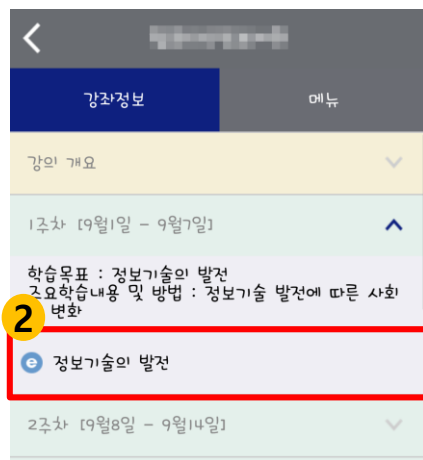 강좌정보
메뉴
강의 개요
1주차 [9월1일 - 9월7일]
학습목표 : 정보기술의 발전
주요학습내용 및 방법 : 정보기술 발전에 따른 사회
변화
2
e 정보기술의 발전
2주차 [9월8일 - 9월14일]